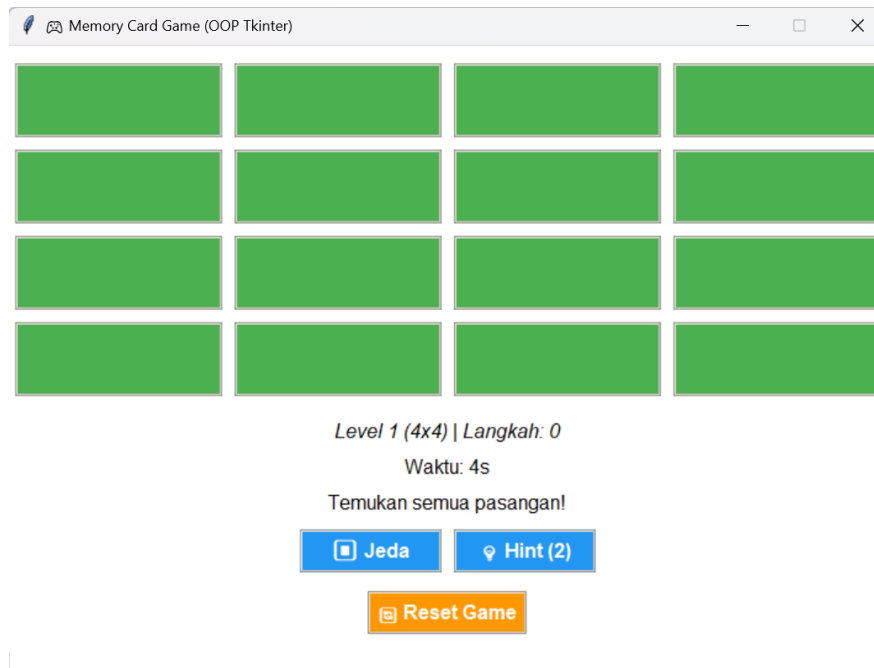 Memory Card Game (OOP Tkinter)
Level 1 (4x4) | Langkah: 0
Waktu: 4s
Temukan semua pasangan!
Jeda
Hint (2)
Reset Game